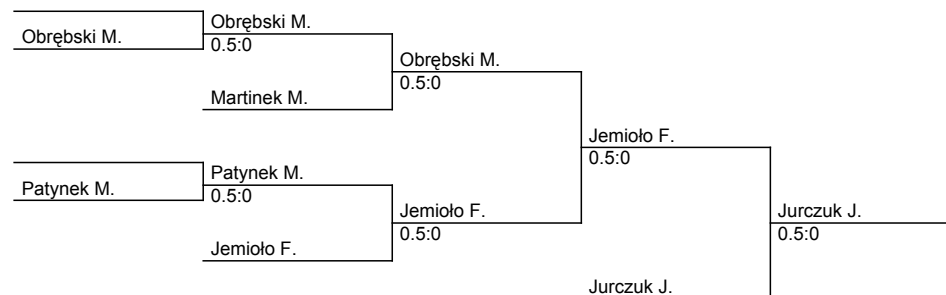 Obrębski M.
Obrębski M.
0.5:0
Obrębski M.
0.5:0
Martinek M.
Jemioło F.
0.5:0
Patynek M.
Patynek M.
0.5:0
Jemioło F.
0.5:0
Jurczuk J.
0.5:0
Jemioło F.
Jurczuk J.